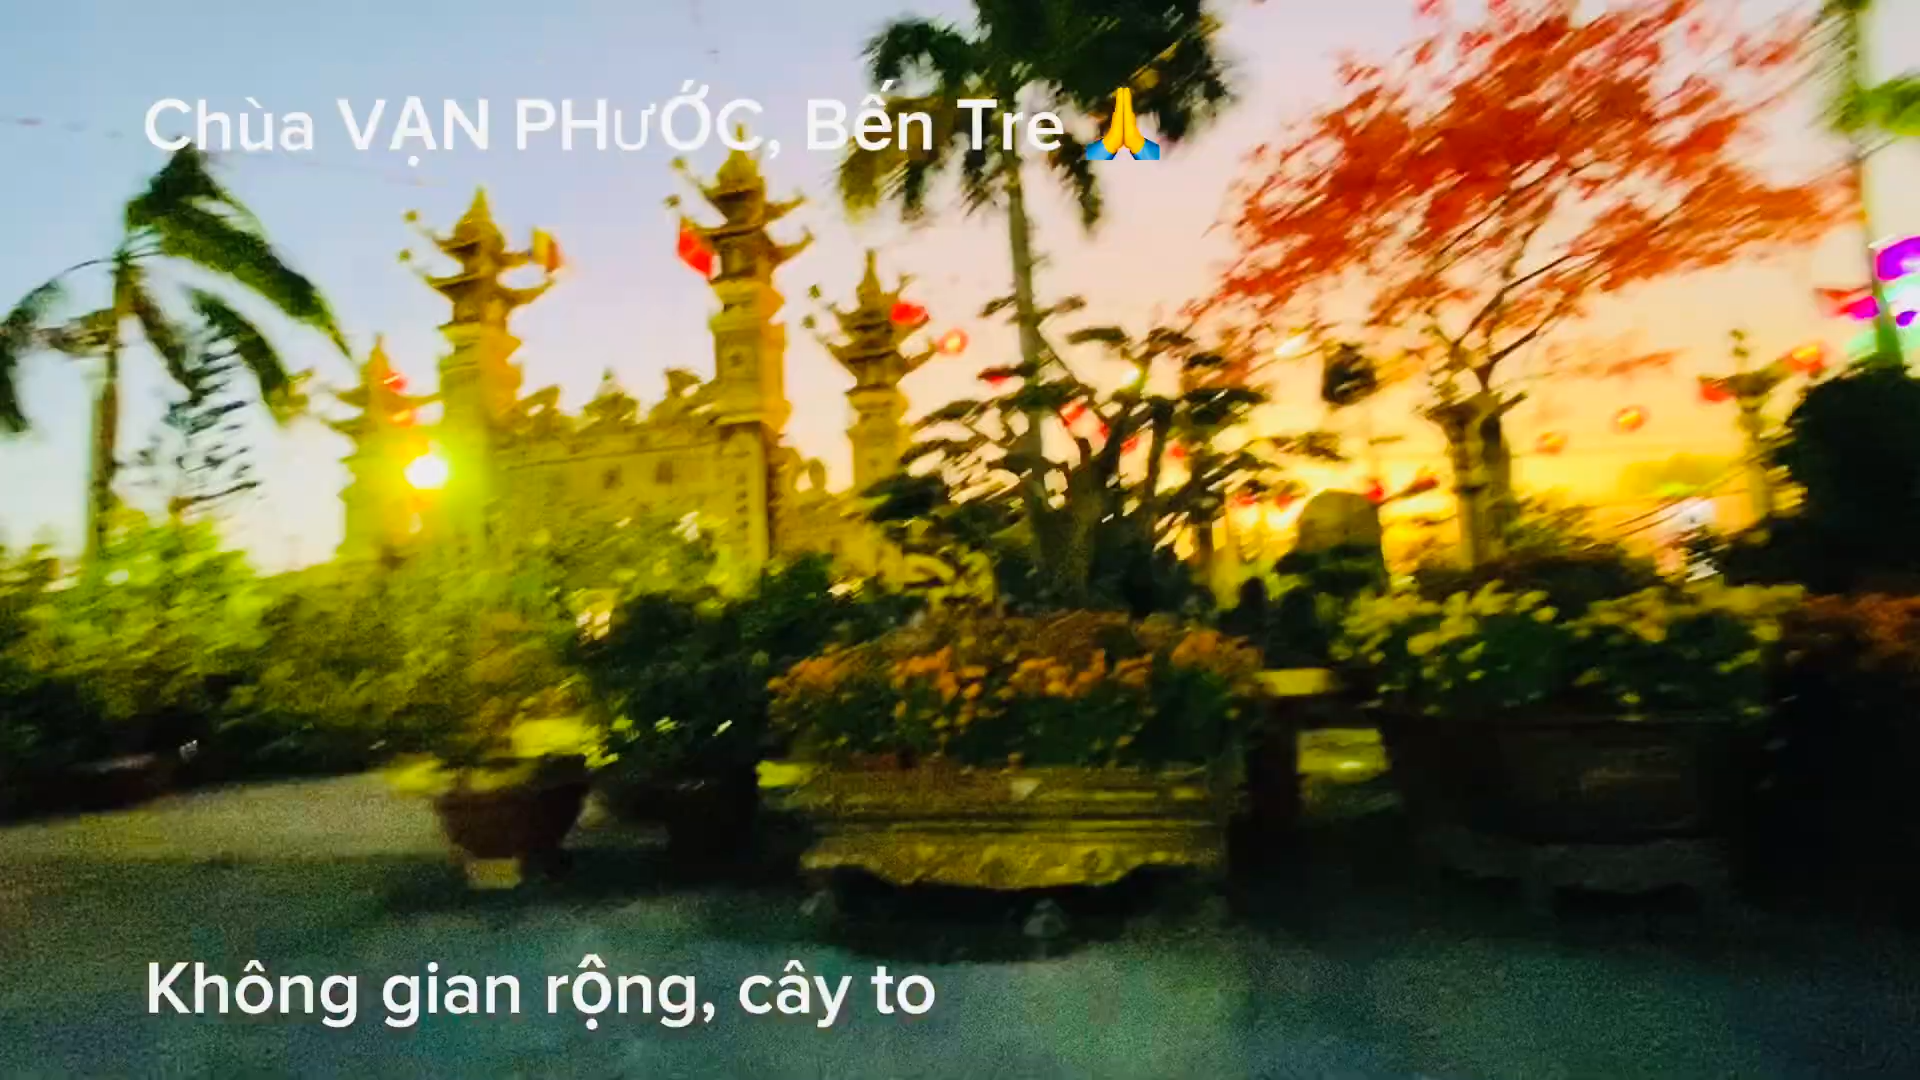 Chùa VẠN PHƯỚC, Bến Tre 🙏
Không gian rộng, cây to